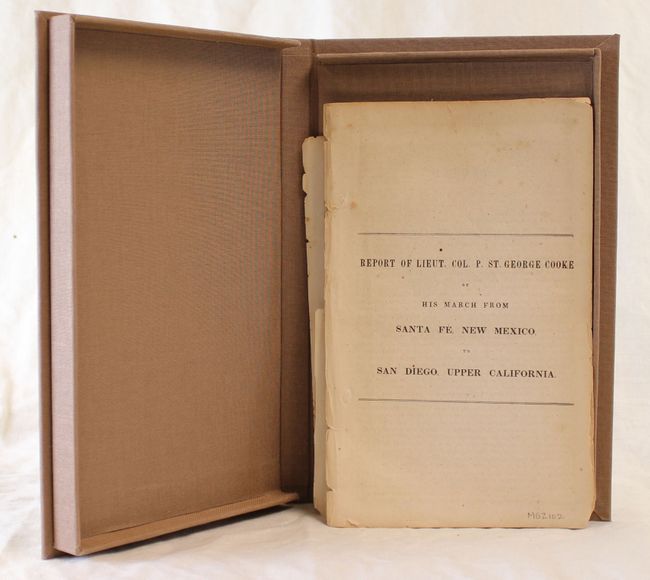 REPORT OF LIEUT. COL. P. ST. GEORGE COOKE
OF
HIS MARCH FROM
SANTA FE, NEW MEXICO,
TO
SAN DIEGO, UPPER CALIFORNIA.
MG2102